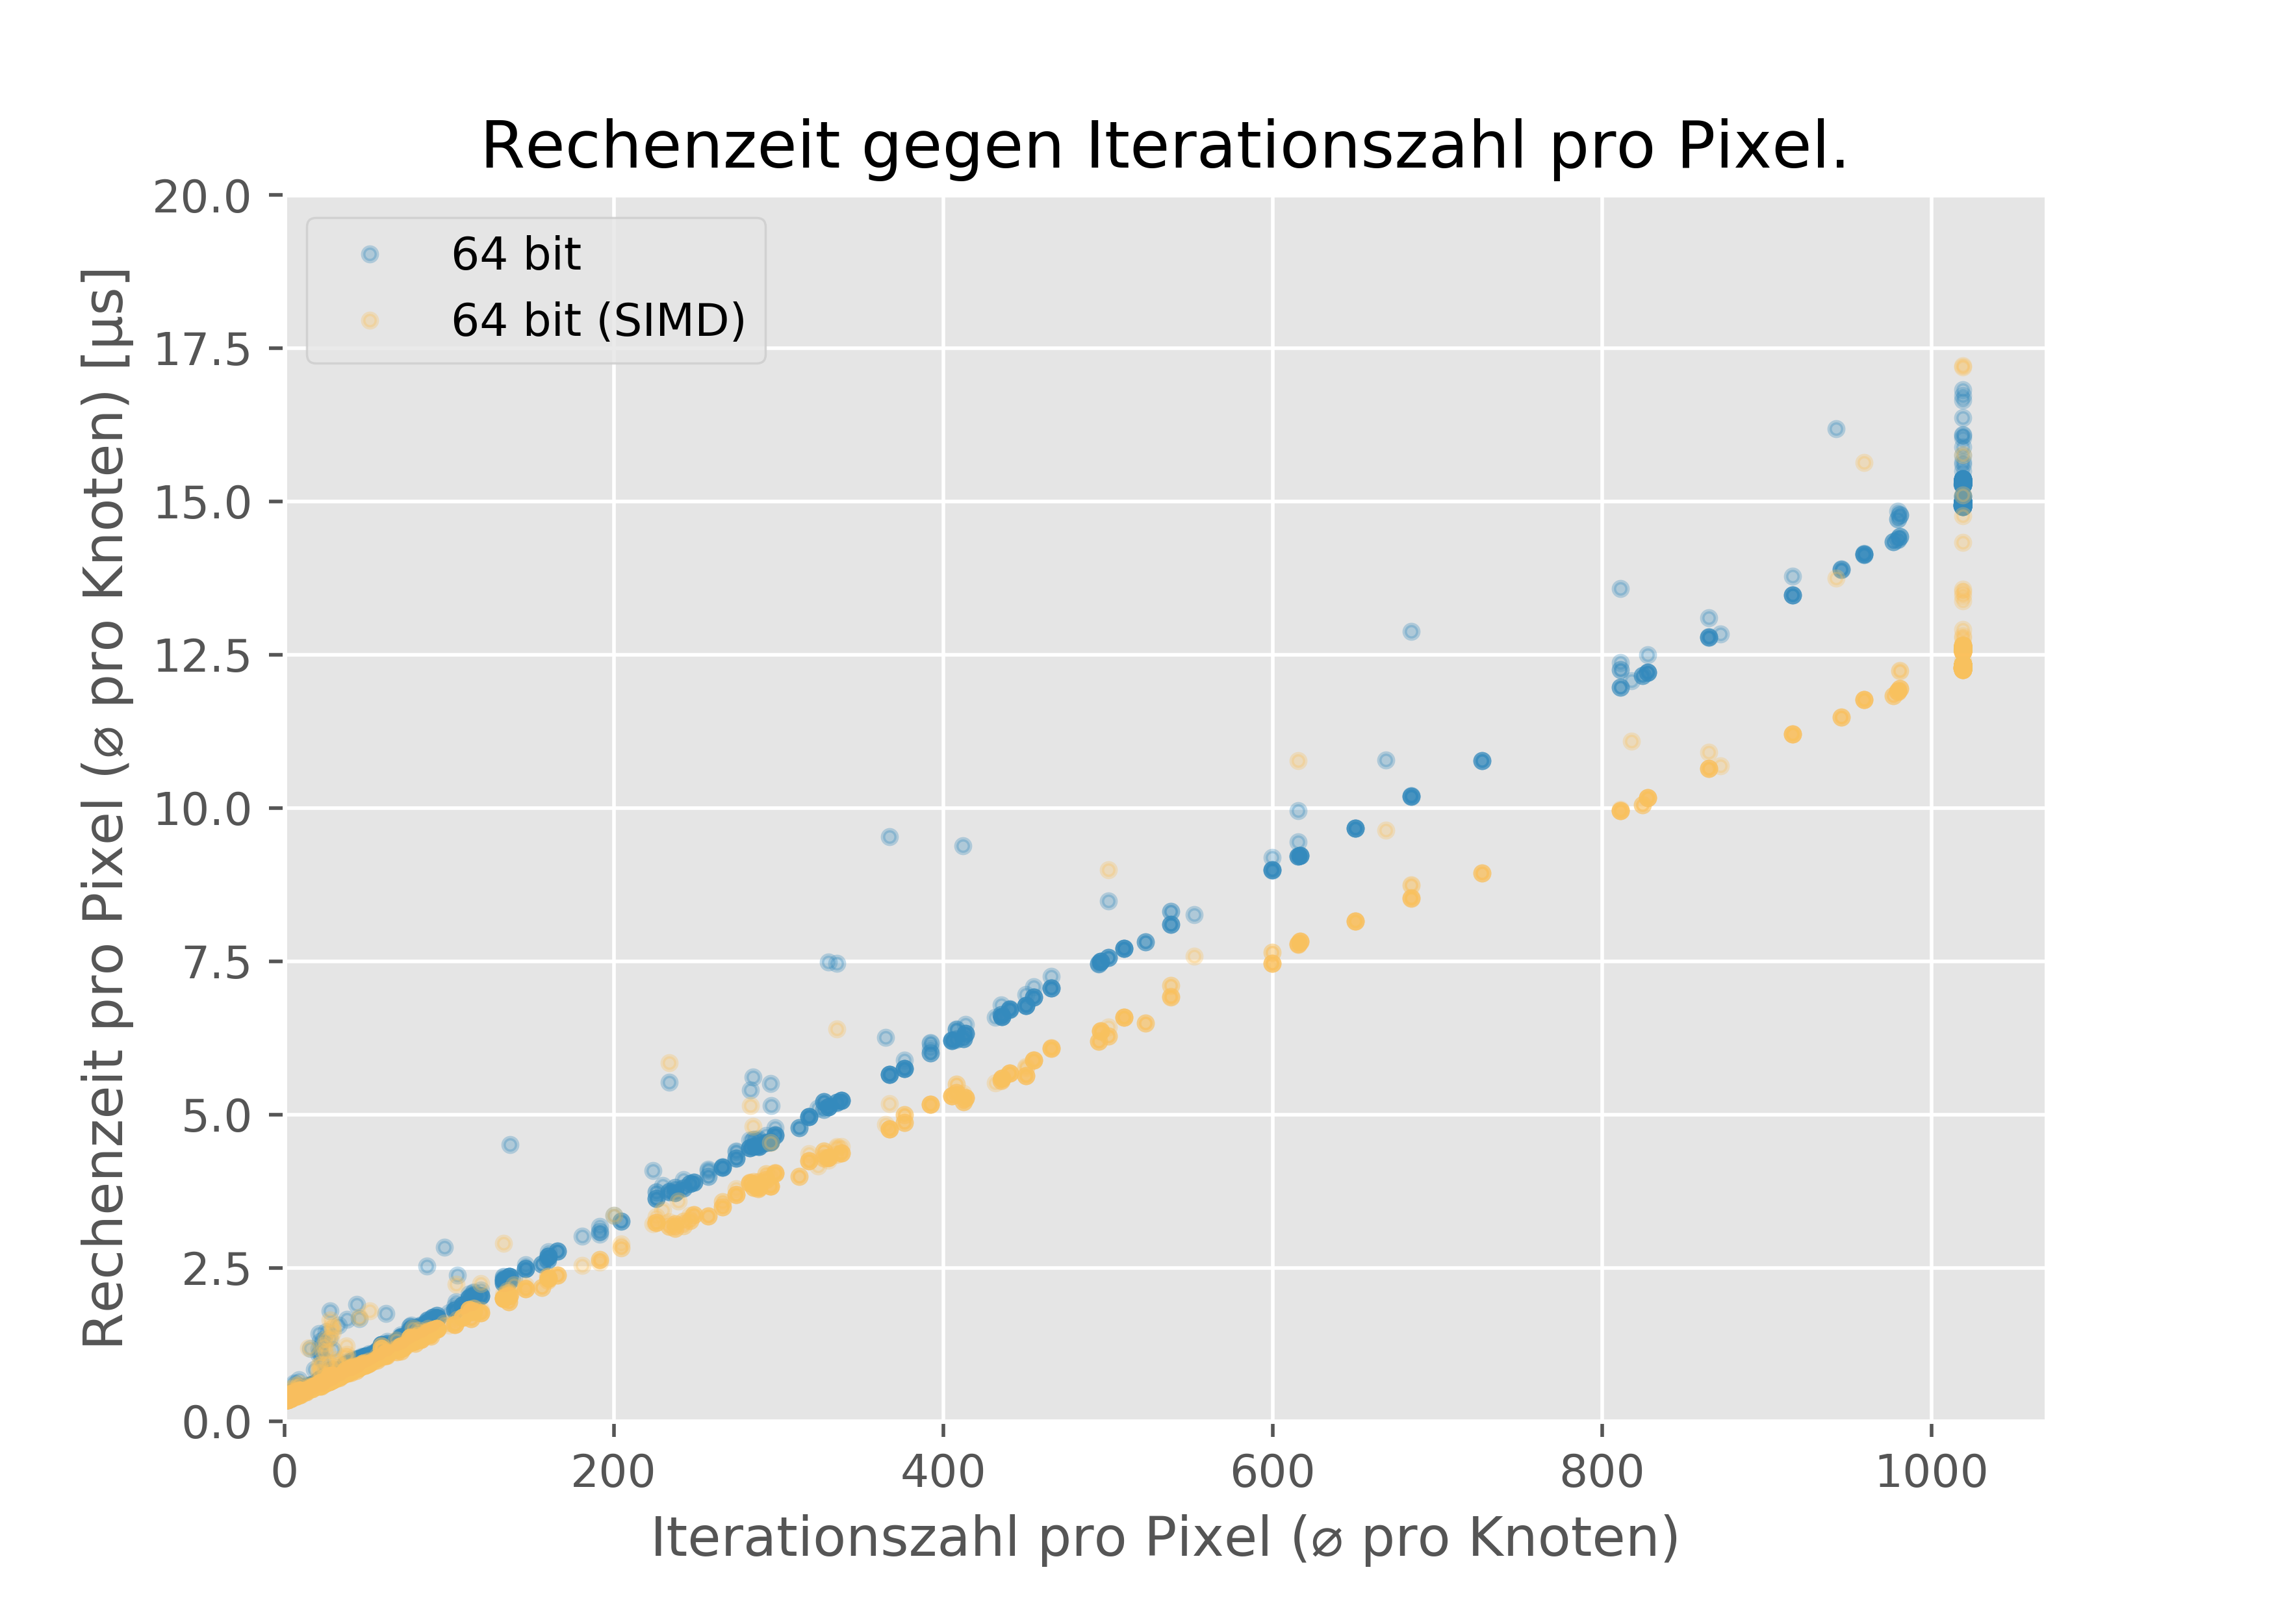 Rechenzeit gegen Iterationszahl pro Pixel.
64 bit
64 bit (SIMD)
Rechenzeit pro Pixel (⌀ pro Knoten) [µs]
20.0
17.5
15.0
12.5
10.0
7.5
5.0
2.5
0.0
0 200 400 600 800 1000
Iterationszahl pro Pixel (⌀ pro Knoten)